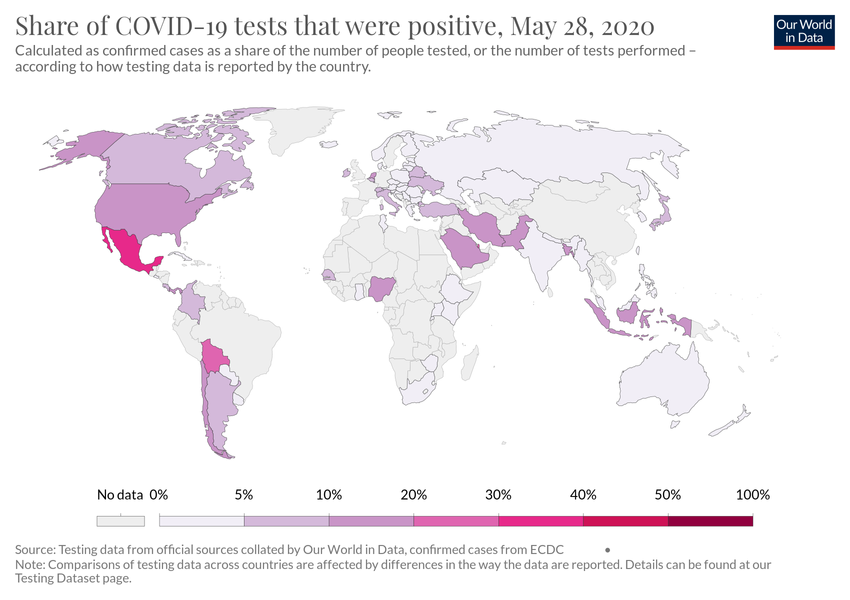 Share of COVID-19 tests that were positive, May 28, 2020
Our World
in Data
Calculated as confirmed cases as a share of the number of people tested, or the number of tests performed –
according to how testing data is reported by the country.
No data 0% 5% 10% 20% 30% 40% 50% 100%
Source: Testing data from official sources collated by Our World in Data, confirmed cases from ECDC •
Note: Comparisons of testing data across countries are affected by differences in the way the data are reported. Details can be found at our
Testing Dataset page.